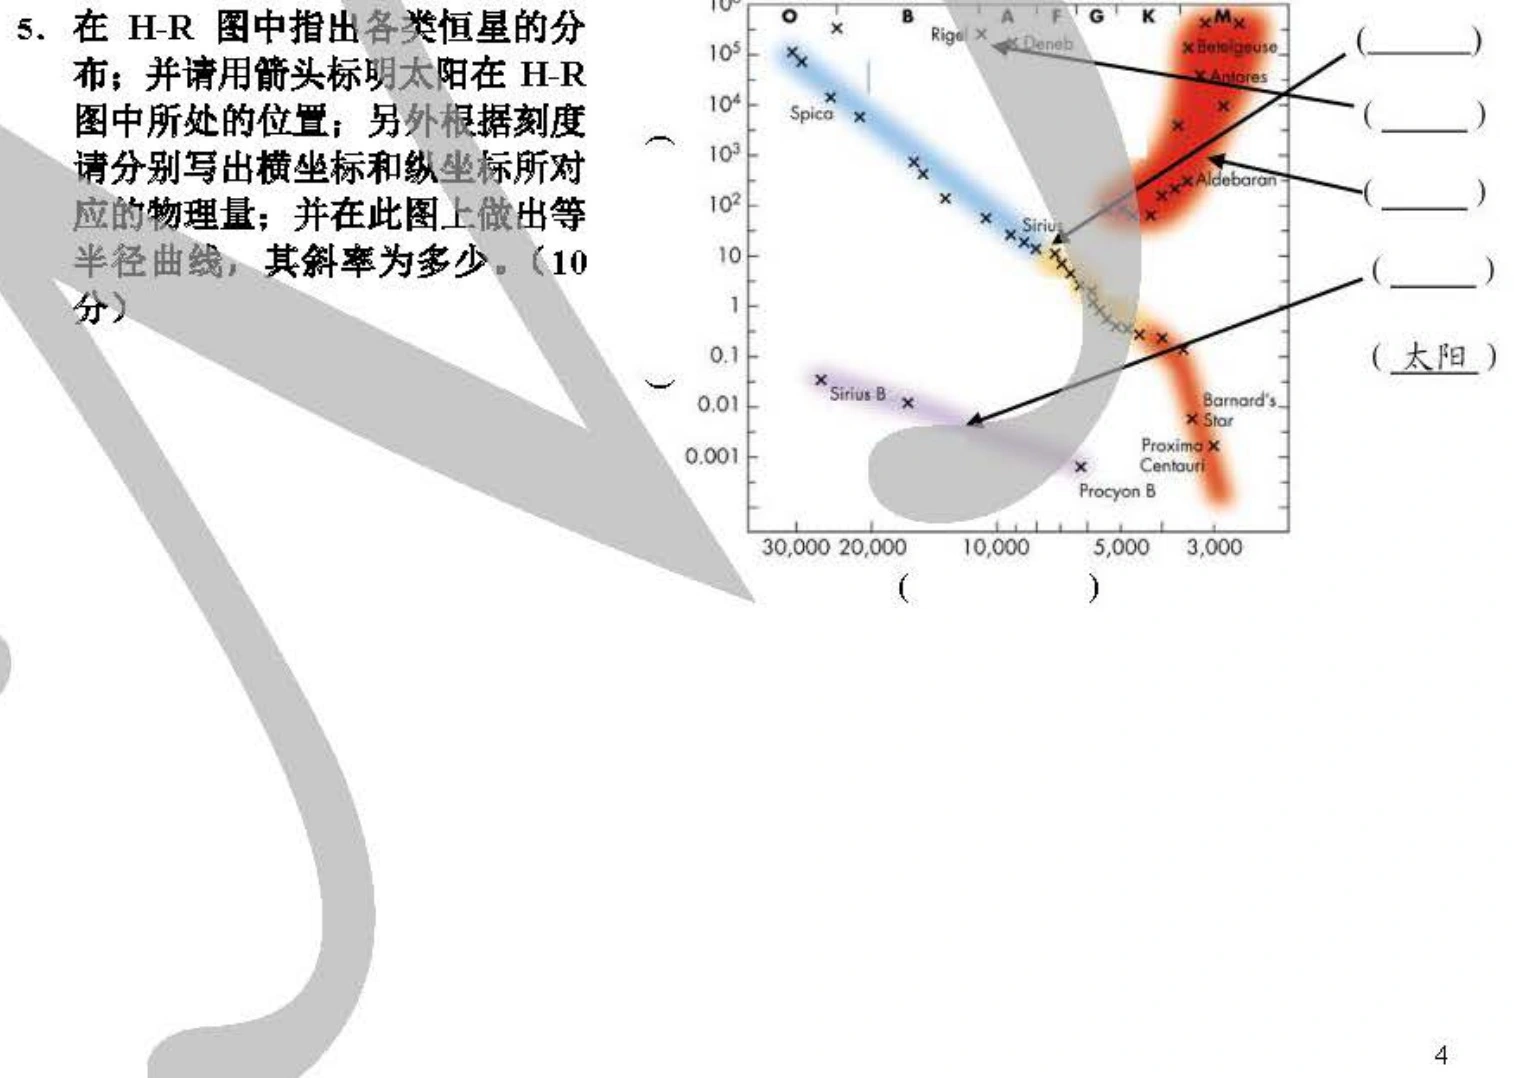 5. 在 H-R 图中指出各类恒星的分
布；并请用箭头标明太阳在 H-R
图中所处的位置；另外根据刻度
请分别写出横坐标和纵坐标所对
应的物理量；并在此图上做出等
半径曲线，其斜率为多少。（10
分）
O B A F G K M
10⁶
10⁵
10⁴
10³
10²
10
1
0.1
0.01
0.001
Rigel
Deneb
Betelgeuse
Antares
Spica
Aldebaran
Sirius
Sirius B
Barnard's
Star
Proxima
Centauri
Procyon B
30,000 20,000 10,000 5,000 3,000
( )
( )
(______)
(______)
(______)
(______)
( 太阳 )
4